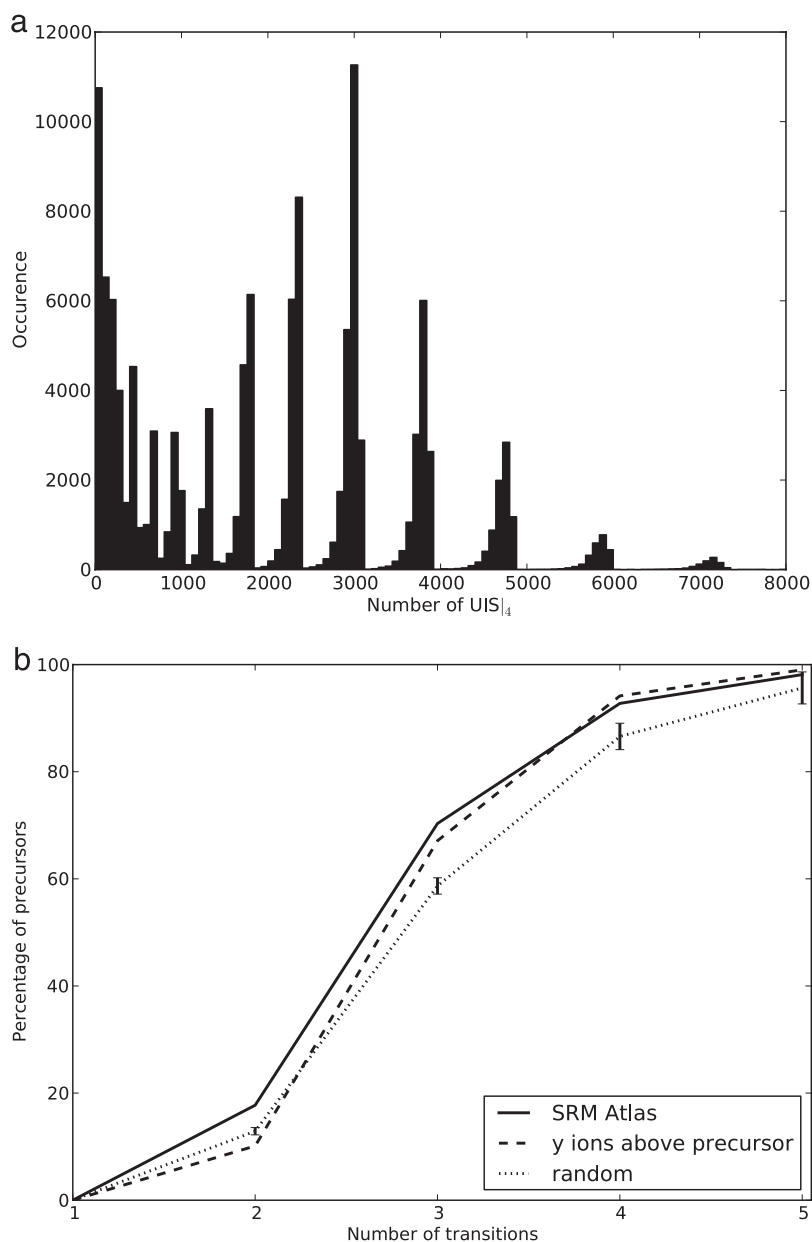 a
12000
10000
8000
6000
4000
2000
0
Occurence
0 1000 2000 3000 4000 5000 6000 7000 8000
Number of UIS|4
b
100
80
60
40
20
0
Percentage of precursors
SRM Atlas
y ions above precursor
random
1 2 3 4 5
Number of transitions